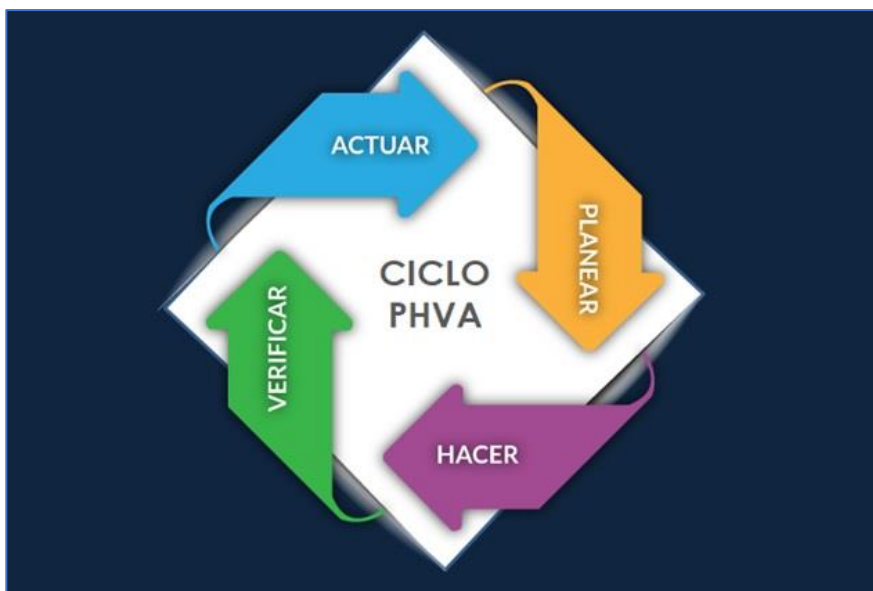 ACTUAR
PLANEAR
CICLO
PHVA
VERIFICAR
HACER